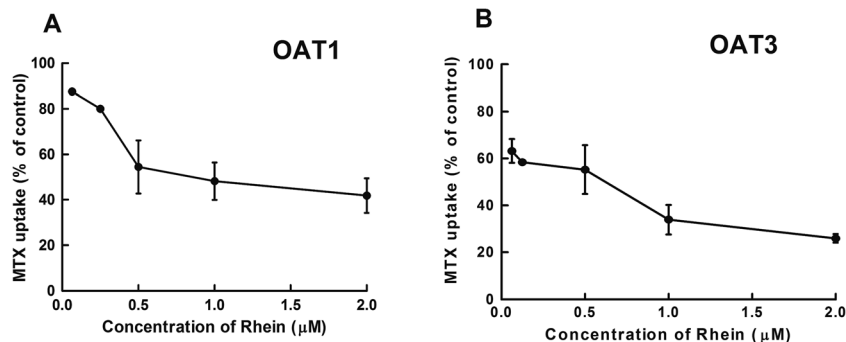 A
OAT1
MTX uptake (% of control)
100
80
60
40
20
0
0.0 0.5 1.0 1.5 2.0
Concentration of Rhein (μM)
B
OAT3
MTX uptake (% of control)
100
80
60
40
20
0
0.0 0.5 1.0 1.5 2.0
Concentration of Rhein (μM)